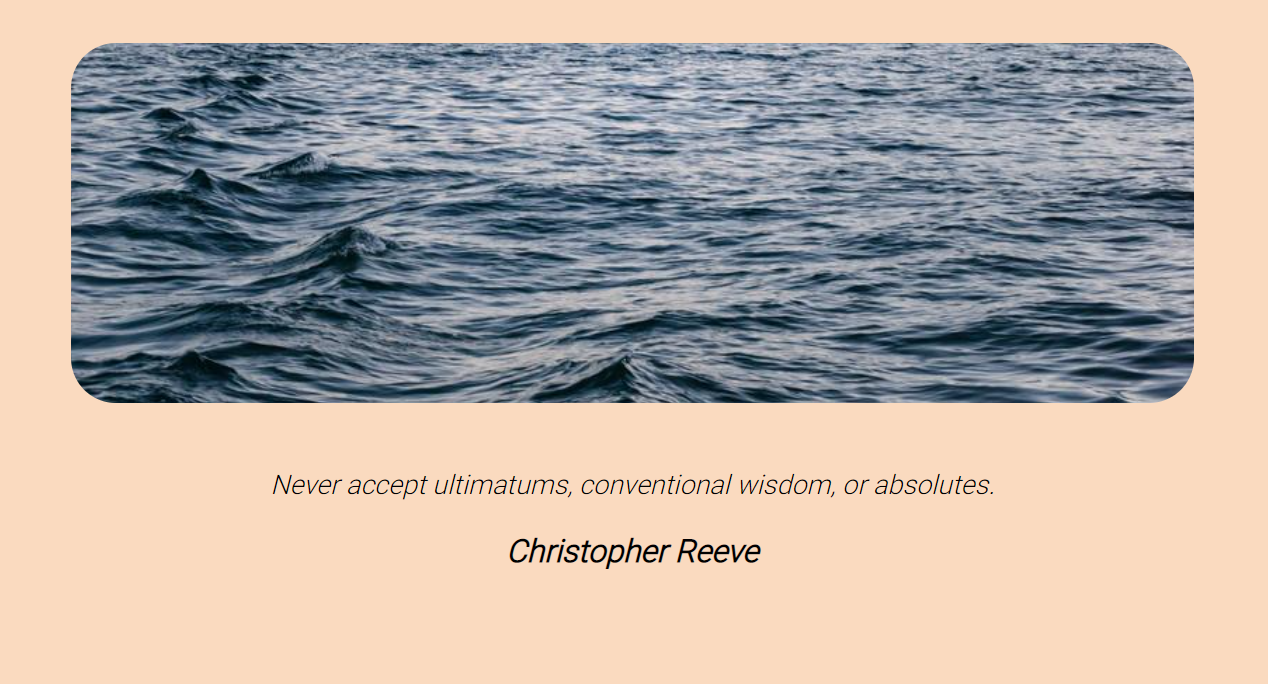 Never accept ultimatums, conventional wisdom, or absolutes.
Christopher Reeve